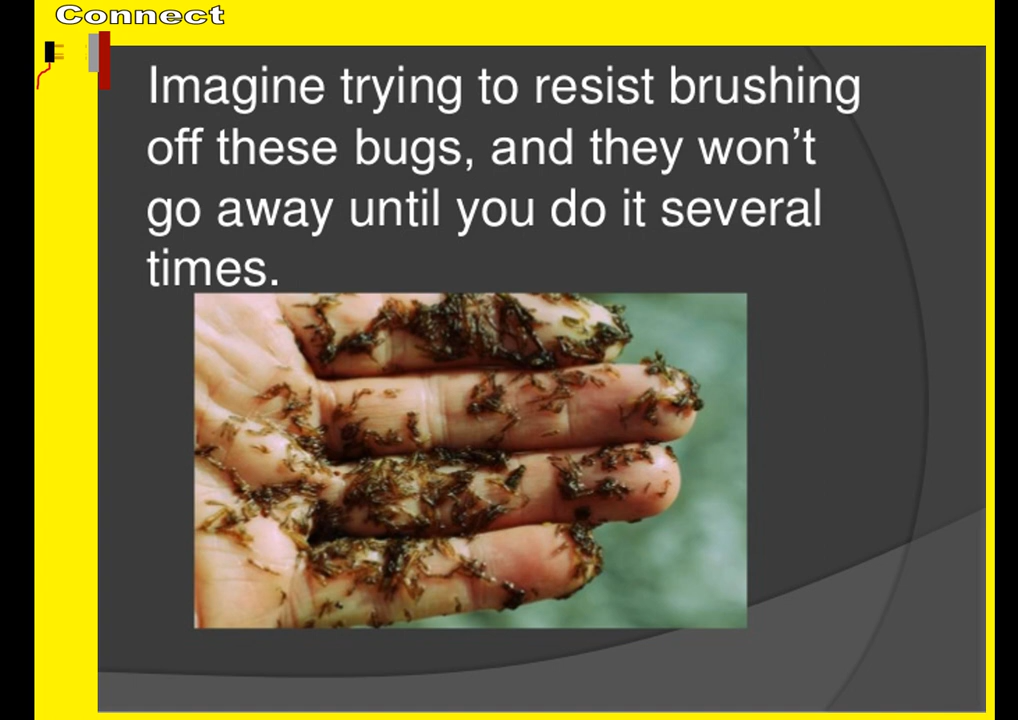 Connect
Imagine trying to resist brushing
off these bugs, and they won’t
go away until you do it several
times.